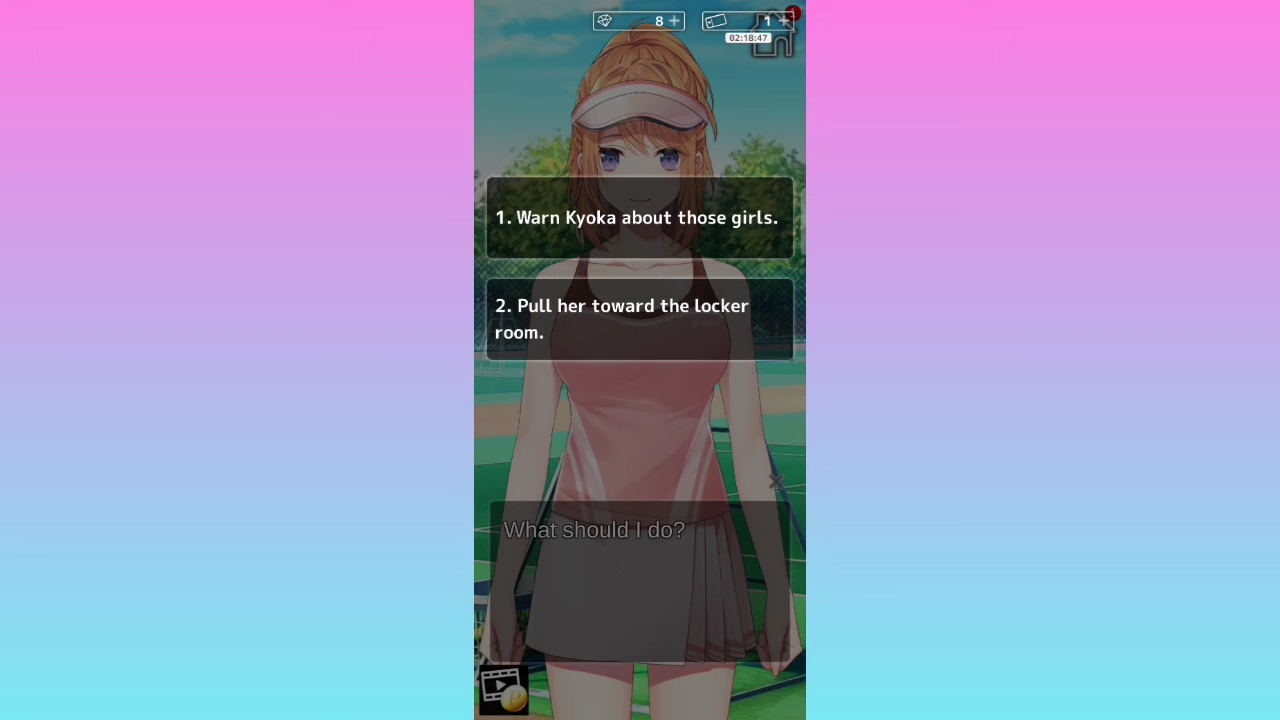 8
1
02:18:47
1. Warn Kyoka about those girls.
2. Pull her toward the locker
room.
What should I do?
P